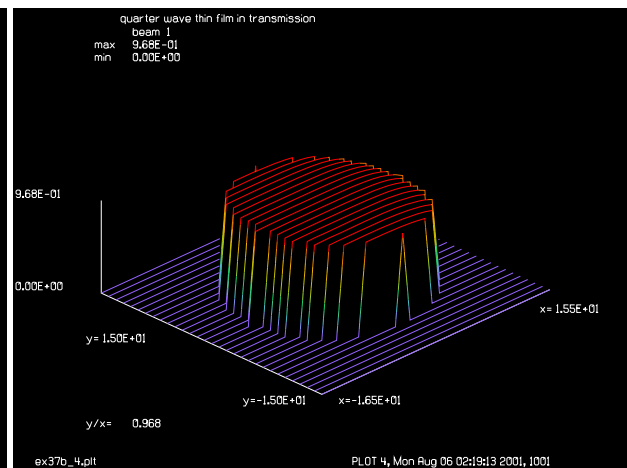 quarter wave thin film in transmission
beam 1
max 9.68E-01
min 0.00E+00
9.68E-01
0.00E+00
x= 1.55E+01
y= 1.50E+01
y=-1.50E+01 x=-1.65E+01
y/x= 0.968
ex37b_4.plt PLOT 4, Mon Aug 06 02:19:13 2001, 1001